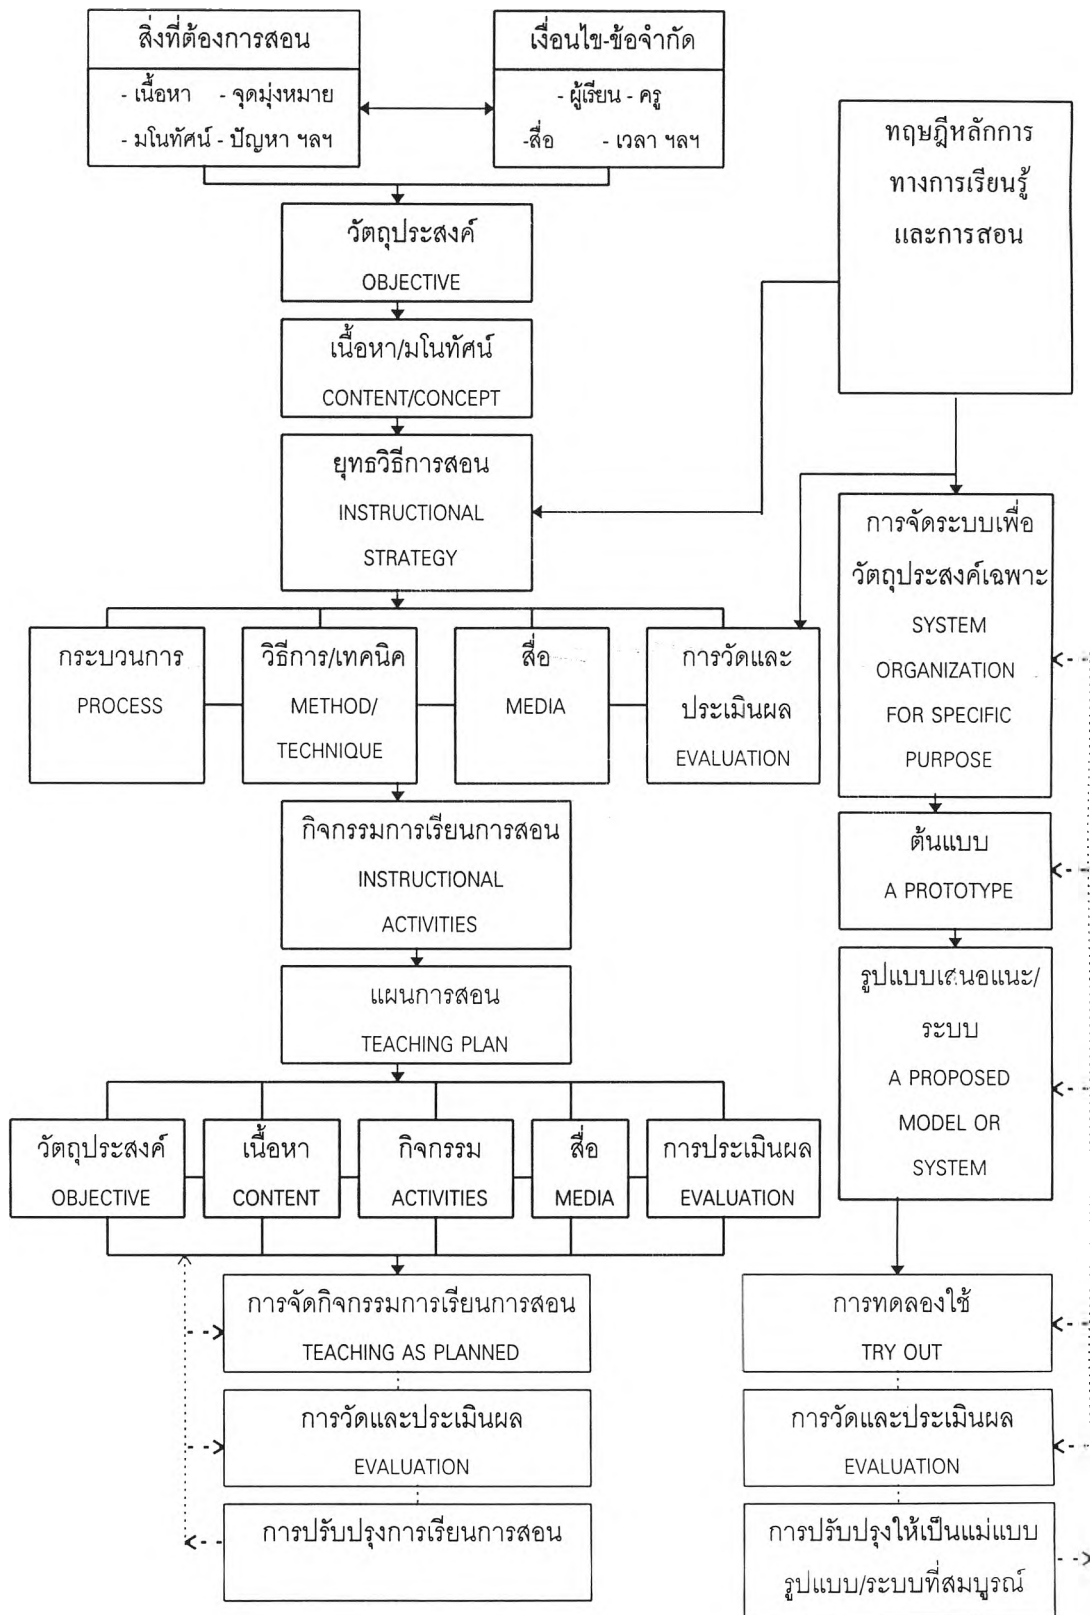 สิ่งที่ต้องการสอน
- เนื้อหา - จุดมุ่งหมาย
- มโนทัศน์ - ปัญหา ฯลฯ
เงื่อนไข-ข้อจำกัด
- ผู้เรียน - ครู
-สื่อ - เวลา ฯลฯ
ทฤษฎีหลักการ
ทางการเรียนรู้
และการสอน
วัตถุประสงค์
OBJECTIVE
เนื้อหา/มโนทัศน์
CONTENT/CONCEPT
ยุทธวิธีการสอน
INSTRUCTIONAL
STRATEGY
กระบวนการ
PROCESS
วิธีการ/เทคนิค
METHOD/
TECHNIQUE
สื่อ
MEDIA
การวัดและ
ประเมินผล
EVALUATION
การจัดระบบเพื่อ
วัตถุประสงค์เฉพาะ
SYSTEM
ORGANIZATION
FOR SPECIFIC
PURPOSE
กิจกรรมการเรียนการสอน
INSTRUCTIONAL
ACTIVITIES
ต้นแบบ
A PROTOTYPE
แผนการสอน
TEACHING PLAN
รูปแบบเสนอแนะ/
ระบบ
A PROPOSED
MODEL OR
SYSTEM
วัตถุประสงค์
OBJECTIVE
เนื้อหา
CONTENT
กิจกรรม
ACTIVITIES
สื่อ
MEDIA
การประเมินผล
EVALUATION
การจัดกิจกรรมการเรียนการสอน
TEACHING AS PLANNED
การวัดและประเมินผล
EVALUATION
การปรับปรุงการเรียนการสอน
การทดลองใช้
TRY OUT
การวัดและประเมินผล
EVALUATION
การปรับปรุงให้เป็นแม่แบบ
รูปแบบ/ระบบที่สมบูรณ์